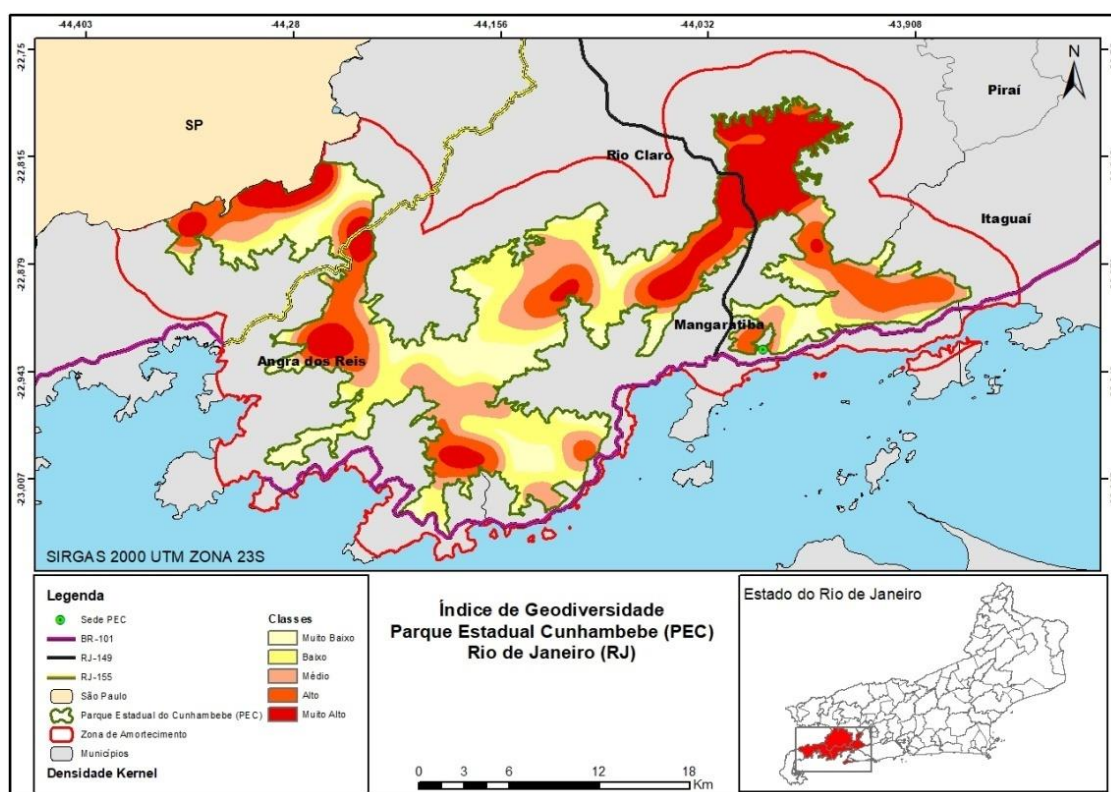 -44,403 -44,28 -44,156 -44,032 -43,908
22,75
22,815
22,879
22,943
23,007
N
Piraí
SP
Rio Claro
Itaguaí
Mangaratiba
Angra dos Reis
SIRGAS 2000 UTM ZONA 23S
Legenda
Sede PEC
BR-101
RJ-149
RJ-155
São Paulo
Parque Estadual do Cunhambebe (PEC)
Zona de Amortecimento
Municípios
Densidade Kernel
Classes
Muito Baixo
Baixo
Médio
Alto
Muito Alto
Índice de Geodiversidade
Parque Estadual Cunhambebe (PEC)
Rio de Janeiro (RJ)
0 1,5 3 6 12 18
Km
Estado do Rio de Janeiro